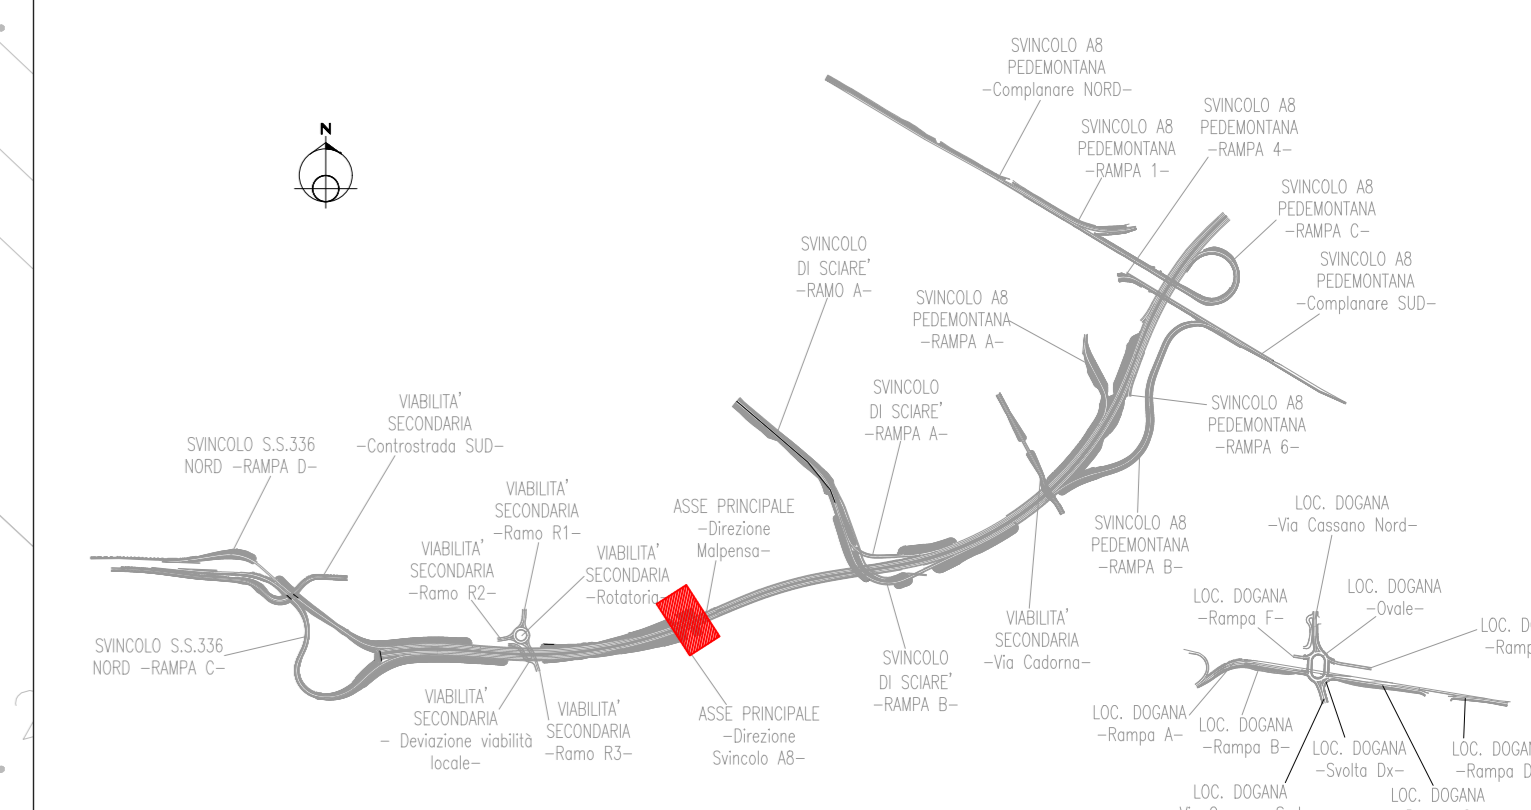 SVINCOLO A8
PEDEMONTANA
-Complanare NORD-
SVINCOLO A8
PEDEMONTANA
-RAMPA 4-
SVINCOLO A8
PEDEMONTANA
-RAMPA 1-
N
SVINCOLO A8
PEDEMONTANA
-RAMPA C-
SVINCOLO
DI SCIARE'
-RAMO A-
SVINCOLO A8
PEDEMONTANA
-Complanare SUD-
SVINCOLO A8
PEDEMONTANA
-RAMPA A-
SVINCOLO
DI SCIARE'
-RAMPA A-
SVINCOLO A8
PEDEMONTANA
-RAMPA 6-
VIABILITA'
SECONDARIA
-Controstrada SUD-
SVINCOLO S.S.336
NORD -RAMPA D-
VIABILITA'
SECONDARIA
-Ramo R1-
ASSE PRINCIPALE
-Direzione
Malpensa-
LOC. DOGANA
-Via Cassano Nord-
SVINCOLO A8
PEDEMONTANA
-RAMPA B-
VIABILITA'
SECONDARIA
-Ramo R2-
VIABILITA'
SECONDARIA
-Rotatoria-
LOC. DOGANA
-Ovale-
LOC. DOGANA
-Rampa F-
VIABILITA'
SECONDARIA
-Via Cadorna-
LOC. D
-Ramp
SVINCOLO S.S.336
NORD -RAMPA C-
SVINCOLO
DI SCIARE'
-RAMPA B-
VIABILITA'
SECONDARIA
- Deviazione viabilità
locale-
VIABILITA'
SECONDARIA
-Ramo R3-
ASSE PRINCIPALE
-Direzione
Svincolo A8-
LOC. DOGANA
-Rampa A-
LOC. DOGANA
-Rampa B-
LOC. DOGANA
-Svolta Dx-
LOC. DOGAN
-Rampa D
LOC. DOGANA
LOC. DOGANA